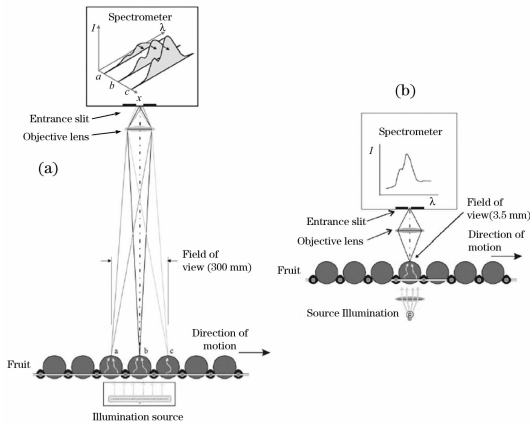 Spectrometer
I
λ
a
b
c
x
Entrance slit
Objective lens
(a)
Field of
view (300 mm)
Direction of
motion
Fruit
a
b
c
Illumination source
(b)
Spectrometer
I
λ
Entrance slit
Objective lens
Field of
view (3.5 mm)
Direction of
motion
Fruit
Source Illumination